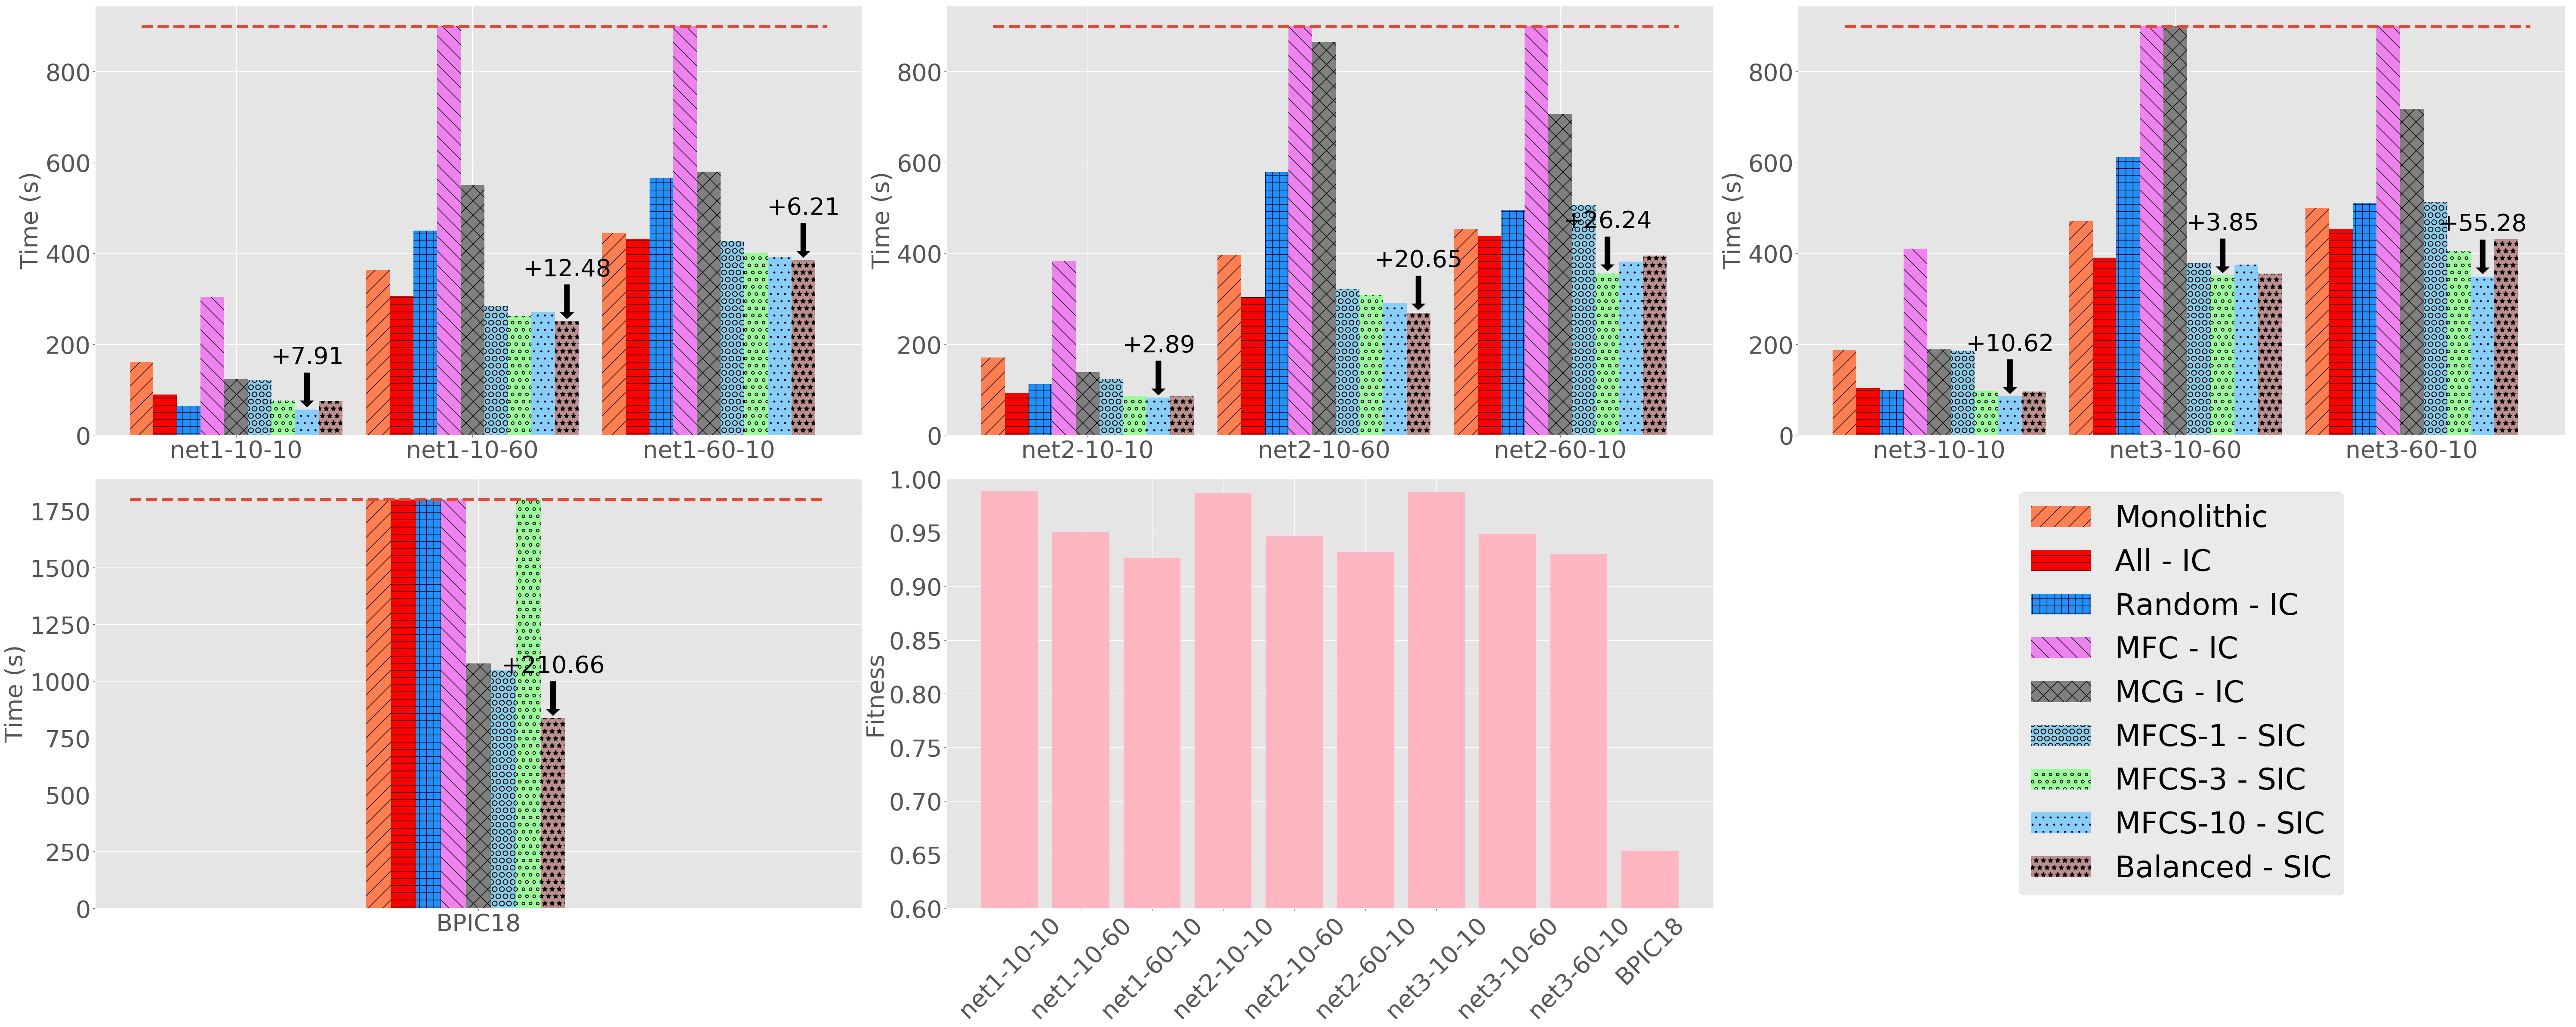 800
600
400
200
0
Time (s)
+7.91
+12.48
+6.21
net1-10-10
net1-10-60
net1-60-10
800
600
400
200
0
Time (s)
+2.89
+20.65
+26.24
net2-10-10
net2-10-60
net2-60-10
800
600
400
200
0
Time (s)
+10.62
+3.85
+55.28
net3-10-10
net3-10-60
net3-60-10
1750
1500
1250
1000
750
500
250
0
Time (s)
+210.66
BPIC18
1.00
0.95
0.90
0.85
0.80
0.75
0.70
0.65
0.60
Fitness
net1-10-10
net1-10-60
net1-60-10
net2-10-10
net2-10-60
net2-60-10
net3-10-10
net3-10-60
net3-60-10
BPIC18
Monolithic
All - IC
Random - IC
MFC - IC
MCG - IC
MFCS-1 - SIC
MFCS-3 - SIC
MFCS-10 - SIC
Balanced - SIC